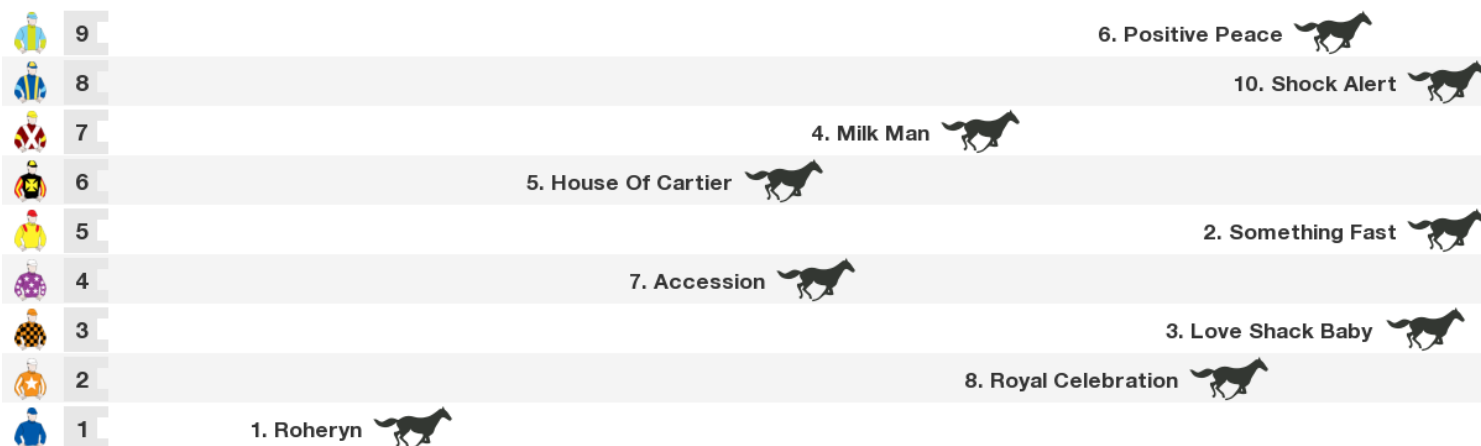 9 6. Positive Peace
8 10. Shock Alert
7 4. Milk Man
6 5. House Of Cartier
5 2. Something Fast
4 7. Accession
3 3. Love Shack Baby
2 8. Royal Celebration
1 1. Roheryn